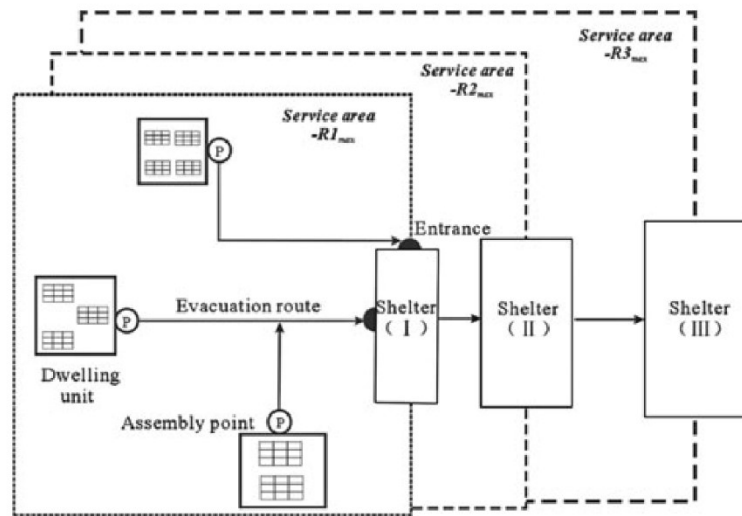 Service area
-R3max
Service area
-R2max
Service area
-R1max
P
Entrance
Evacuation route
P
Shelter
( Ⅰ )
Shelter
( Ⅱ )
Shelter
(Ⅲ)
Dwelling
unit
Assembly point
P